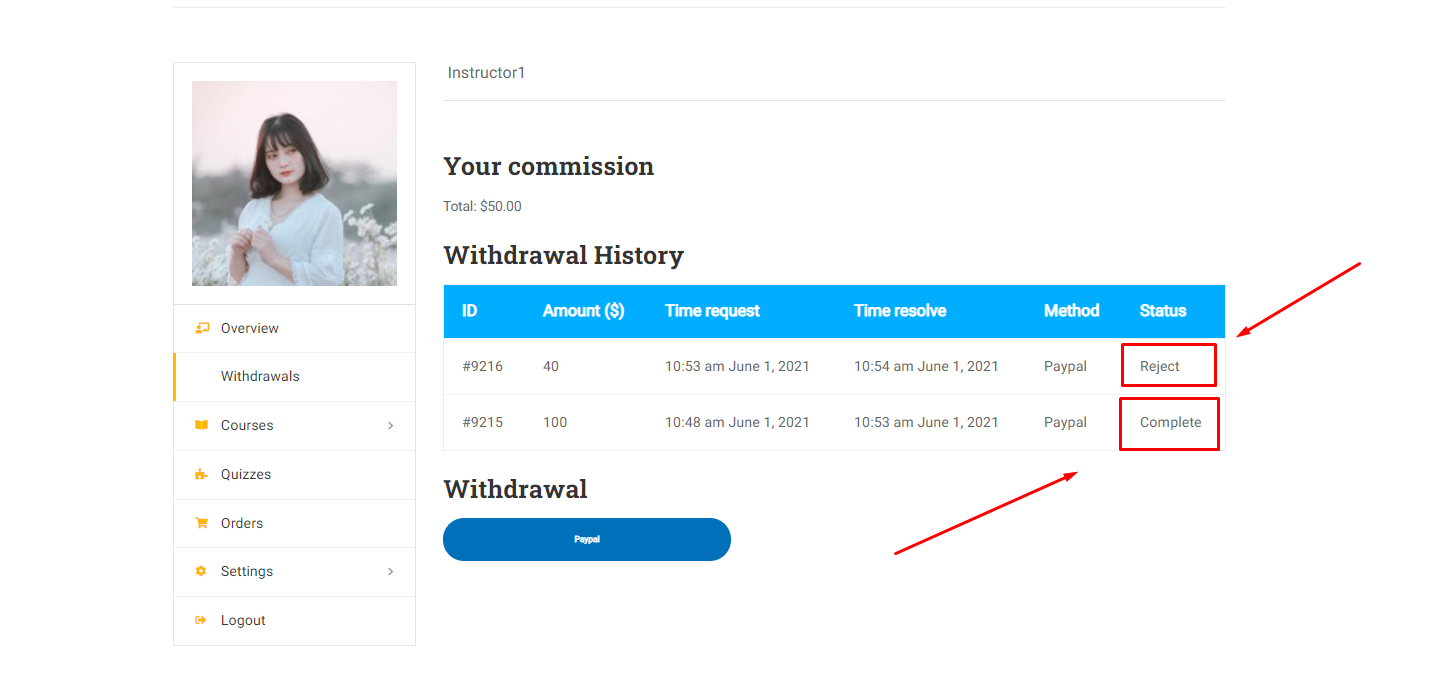 Instructor1
Overview
Withdrawals
Courses
Quizzes
Orders
Settings
Logout
Your commission
Total: $50.00
Withdrawal History
ID Amount ($) Time request Time resolve Method Status
#9216 40 10:53 am June 1, 2021 10:54 am June 1, 2021 Paypal Reject
#9215 100 10:48 am June 1, 2021 10:53 am June 1, 2021 Paypal Complete
Withdrawal
Paypal